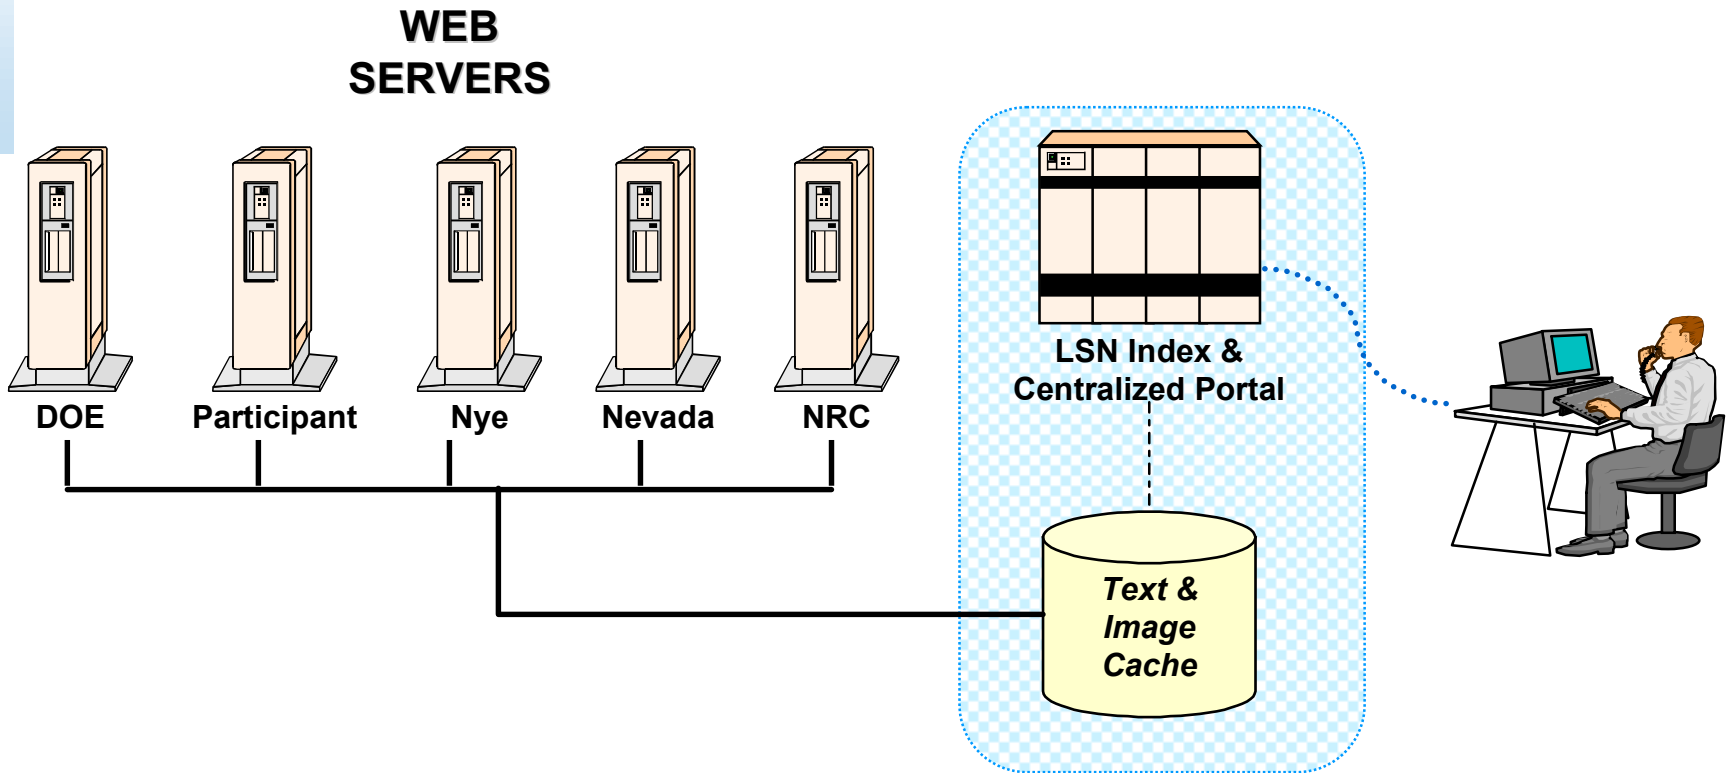 WEB
SERVERS
DOE
Participant
Nye
Nevada
NRC
LSN Index &
Centralized Portal
Text &
Image
Cache